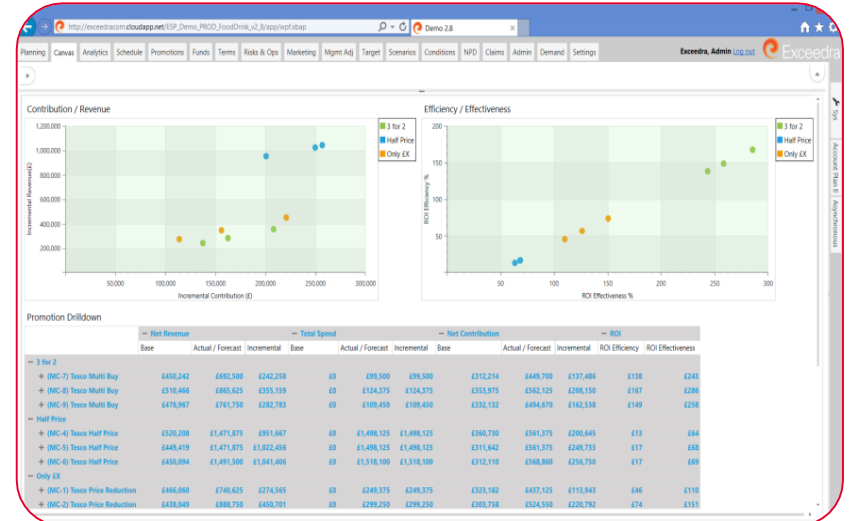 http://exceedracom.cloudapp.net/ESP_Demo_PROD_FoodDrink_v2_8/app/wpf.xbap
Demo 2.8
Planning Canvas Analytics Schedule Promotions Funds Terms Risks & Ops Marketing Mgmt Adj Target Scenarios Conditions NPD Claims Admin Demand Settings
Exceedra, Admin Log out
Exceedra
Sys
Account Plan E
Asynchronous
Contribution / Revenue
Incremental Revenue(£)
1,200,000
1,000,000
800,000
600,000
400,000
200,000
50,000 100,000 150,000 200,000 250,000 300,000
Incremental Contribution (£)
3 for 2
Half Price
Only £X
Efficiency / Effectiveness
ROI Efficiency %
200
150
100
50
50 100 150 200 250 300
ROI Effectiveness %
3 for 2
Half Price
Only £X
Promotion Drilldown
− Net Revenue − Total Spend − Net Contribution − ROI
Base Actual / Forecast Incremental Base Actual / Forecast Incremental Base Actual / Forecast Incremental ROI Efficiency ROI Effectiveness
− 3 for 2
+ (MC-7) Tesco Multi Buy £450,242 £692,500 £242,258 £0 £99,500 £99,500 £312,214 £449,700 £137,486 £138 £243
+ (MC-8) Tesco Multi Buy £510,466 £865,625 £355,159 £0 £124,375 £124,375 £353,975 £562,125 £208,150 £167 £286
+ (MC-9) Tesco Multi Buy £478,967 £761,750 £282,783 £0 £109,450 £109,450 £332,132 £494,670 £162,538 £149 £258
− Half Price
+ (MC-4) Tesco Half Price £520,208 £1,471,875 £951,667 £0 £1,498,125 £1,498,125 £360,730 £561,375 £200,645 £13 £64
+ (MC-5) Tesco Half Price £449,419 £1,471,875 £1,022,456 £0 £1,498,125 £1,498,125 £311,642 £561,375 £249,733 £17 £68
+ (MC-6) Tesco Half Price £450,094 £1,491,500 £1,041,406 £0 £1,518,100 £1,518,100 £312,110 £568,860 £256,750 £17 £69
− Only £X
+ (MC-1) Tesco Price Reduction £466,060 £740,625 £274,565 £0 £249,375 £249,375 £323,182 £437,125 £113,943 £46 £110
+ (MC-2) Tesco Price Reduction £438,049 £888,750 £450,701 £0 £299,250 £299,250 £303,758 £524,550 £220,792 £74 £151